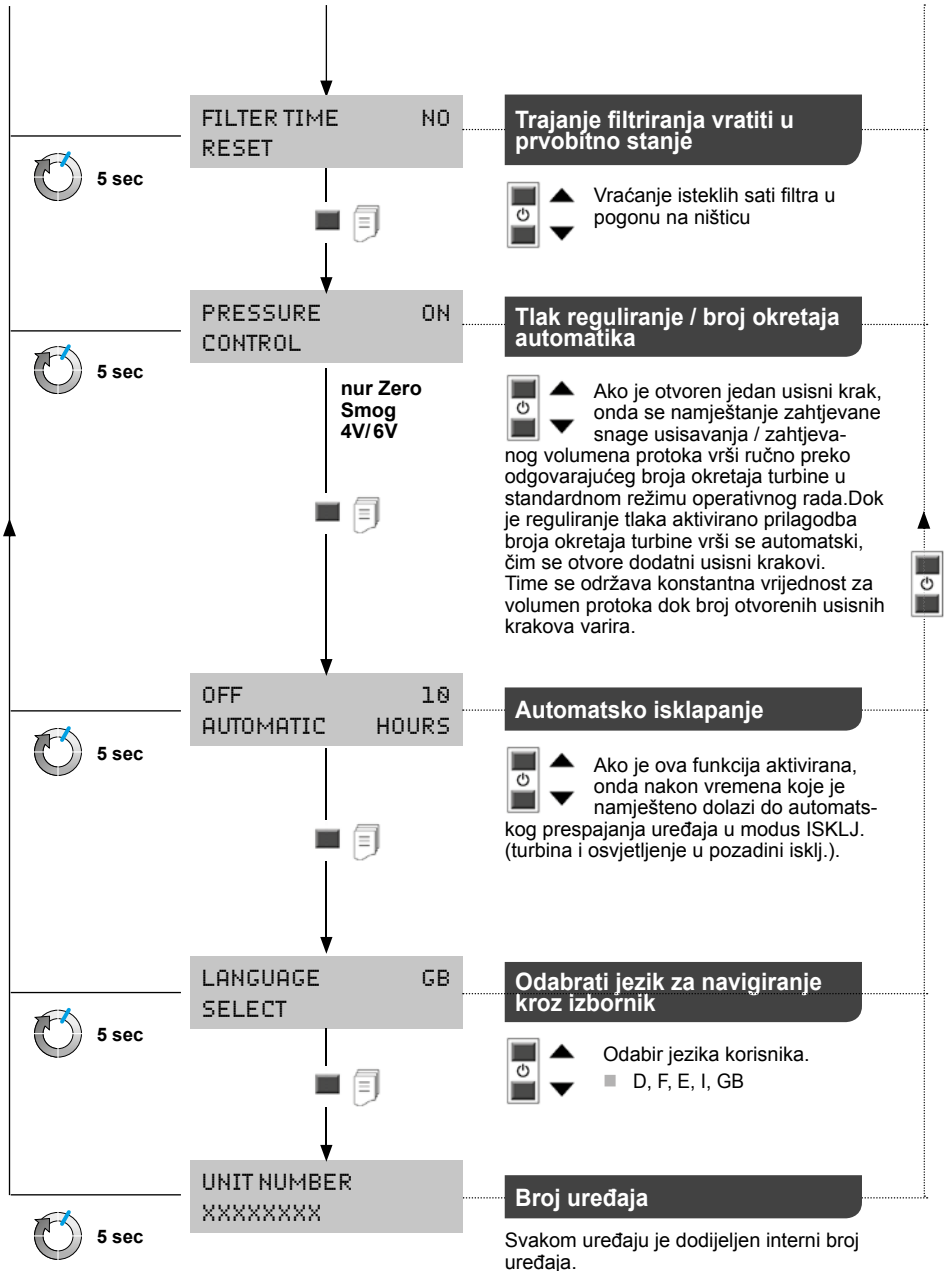 FILTER TIME NO
RESET
Trajanje filtriranja vratiti u
prvobitno stanje
5 sec
Vraćanje isteklih sati filtra u
pogonu na ništicu
PRESSURE ON
CONTROL
Tlak reguliranje / broj okretaja
automatika
5 sec
nur Zero
Smog
4V/6V
Ako je otvoren jedan usisni krak,
onda se namještanje zahtjevane
snage usisavanja / zahtjeva-
nog volumena protoka vrši ručno preko
odgovarajućeg broja okretaja turbine u
standardnom režimu operativnog rada.Dok
je reguliranje tlaka aktivirano prilagodba
broja okretaja turbine vrši se automatski,
čim se otvore dodatni usisni krakovi.
Time se održava konstantna vrijednost za
volumen protoka dok broj otvorenih usisnih
krakova varira.
OFF 10
AUTOMATIC HOURS
Automatsko isklapanje
5 sec
Ako je ova funkcija aktivirana,
onda nakon vremena koje je
namješteno dolazi do automats-
kog prespajanja uređaja u modus ISKLJ.
(turbina i osvjetljenje u pozadini isklj.).
LANGUAGE GB
SELECT
Odabrati jezik za navigiranje
kroz izbornik
5 sec
Odabir jezika korisnika.
D, F, E, I, GB
UNIT NUMBER
XXXXXXXX
Broj uređaja
5 sec
Svakom uređaju je dodijeljen interni broj
uređaja.